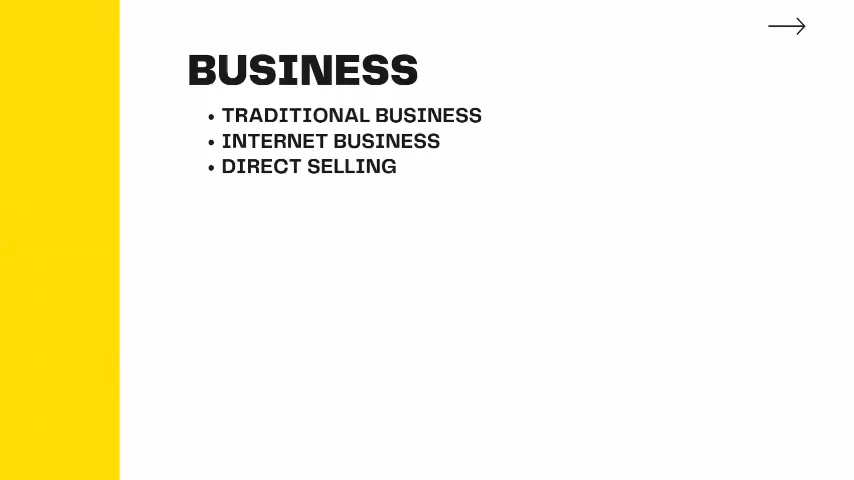 BUSINESS
• TRADITIONAL BUSINESS
• INTERNET BUSINESS
• DIRECT SELLING